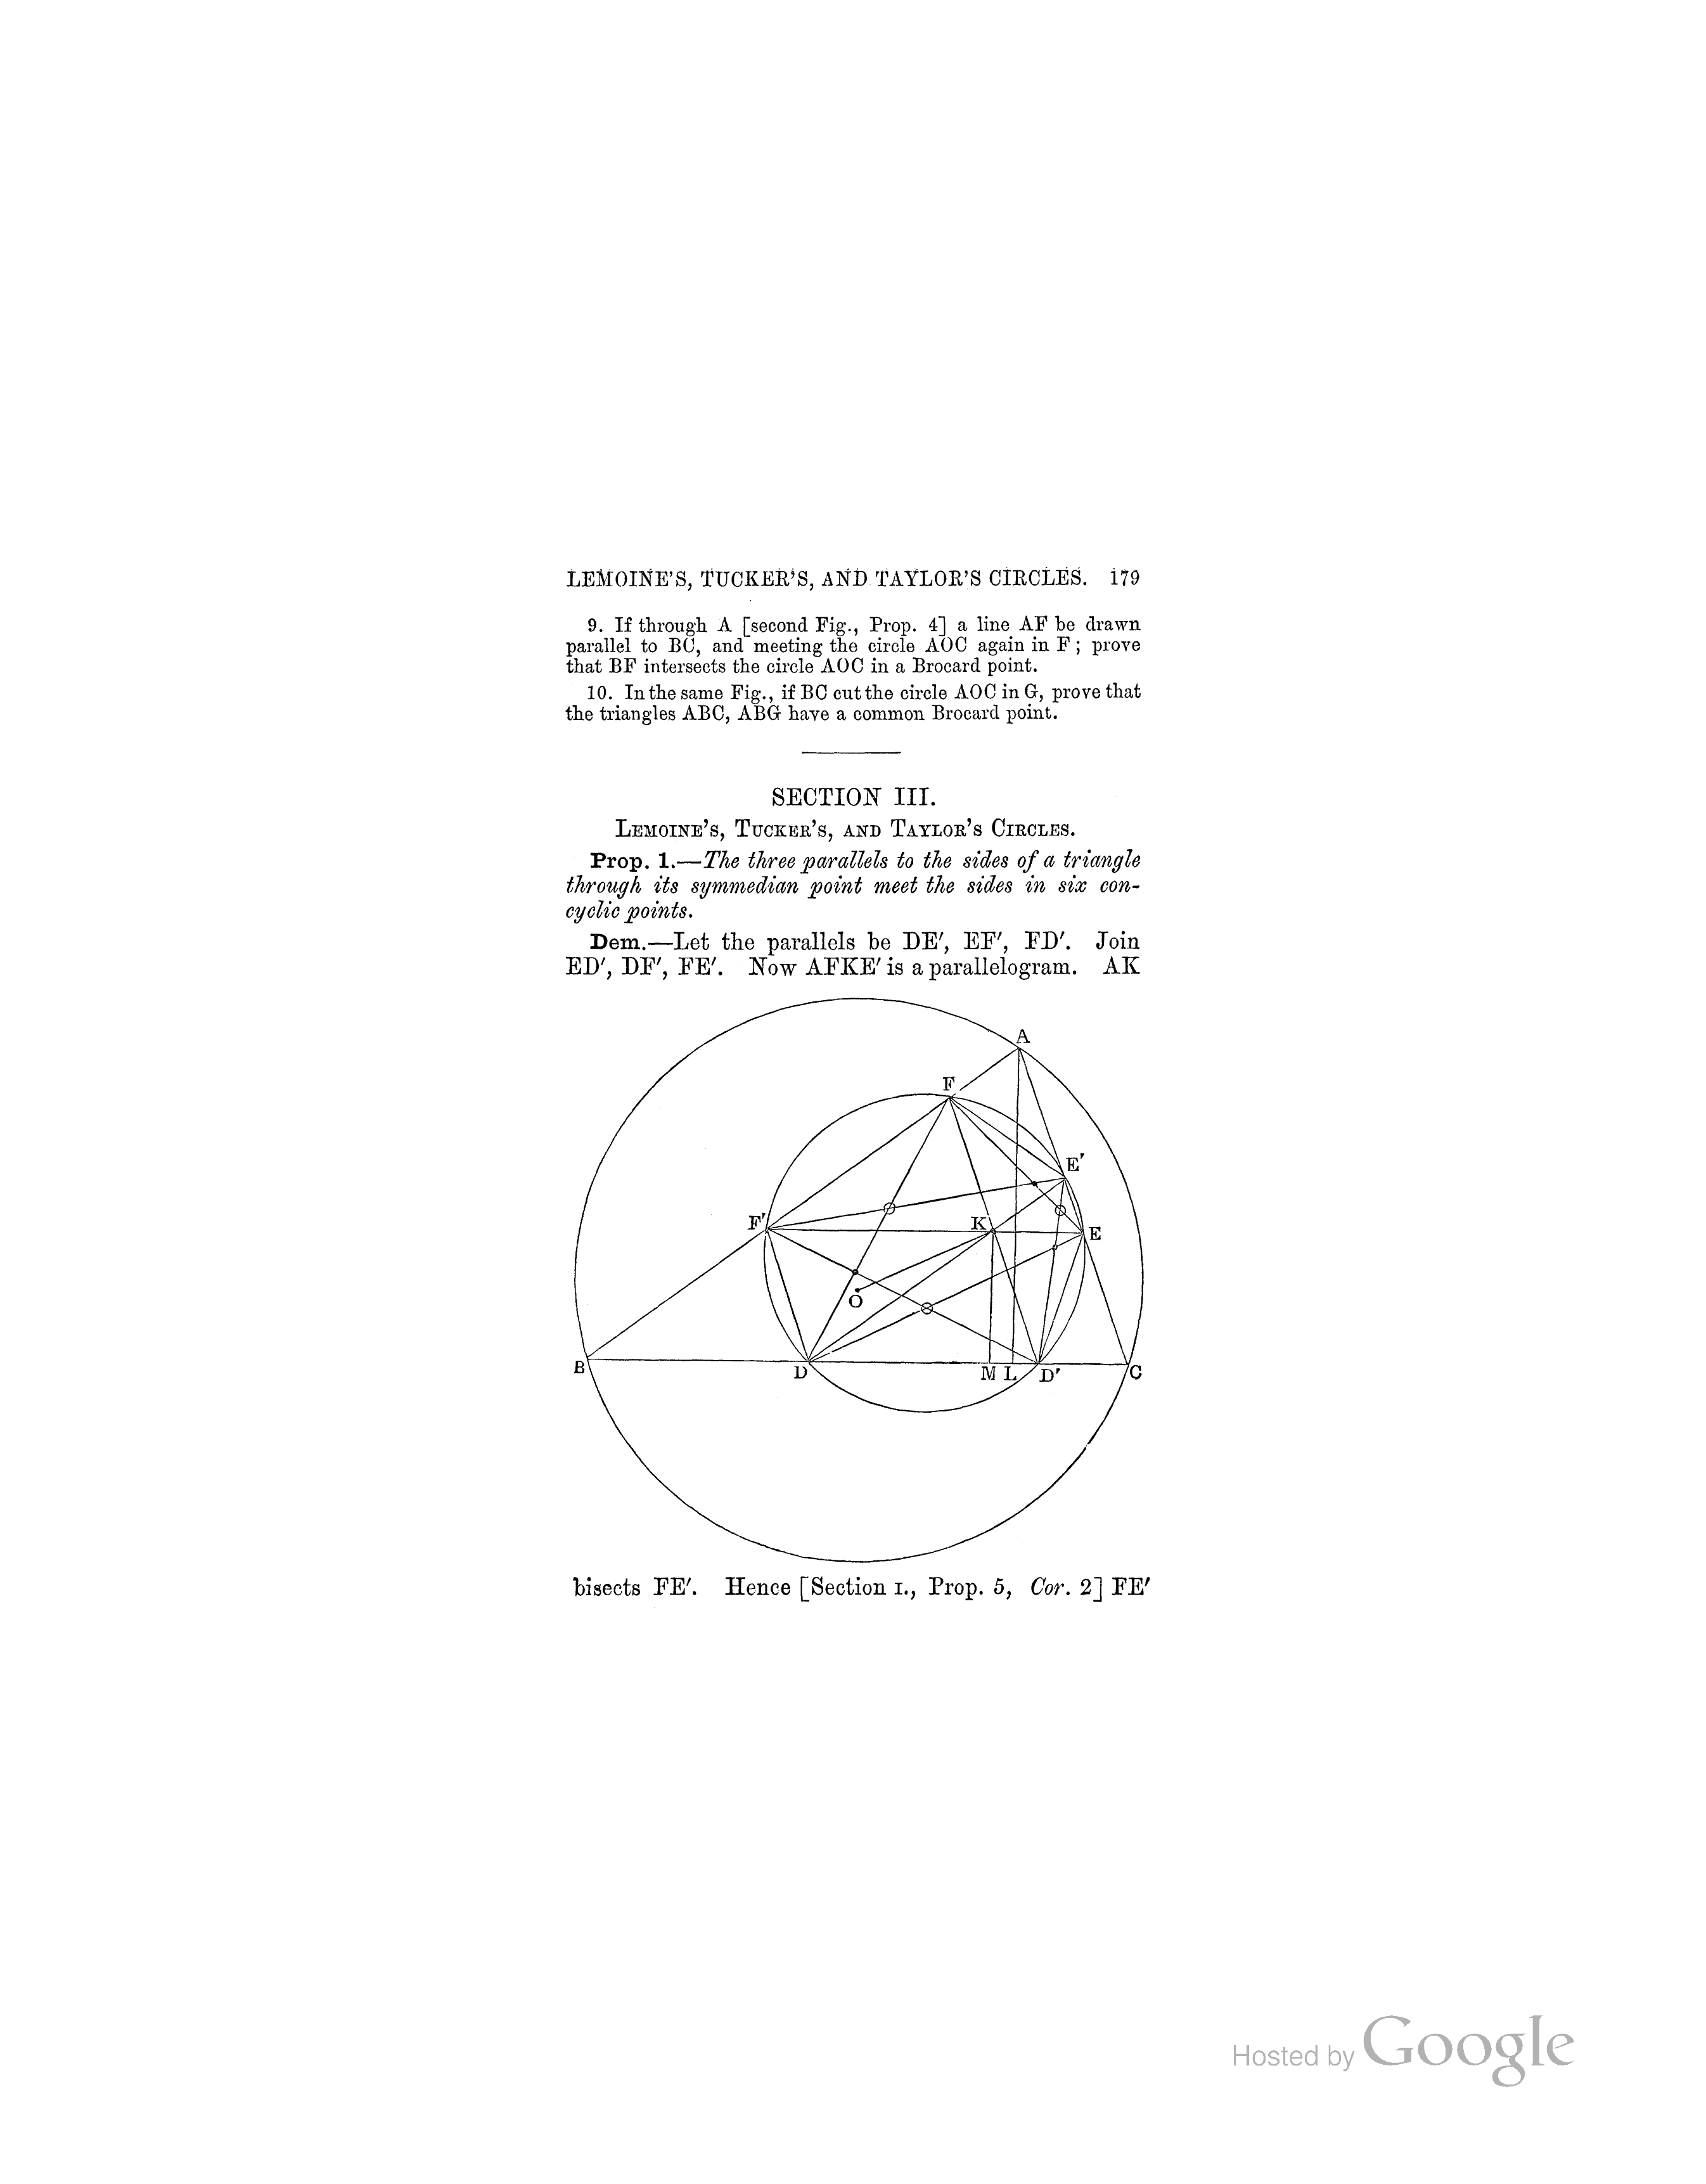 LEMOINE'S, TUCKER'S, AND TAYLOR'S CIRCLES. 179
9. If through A [second Fig., Prop. 4] a line AF be drawn
parallel to BC, and meeting the circle AOC again in F; prove
that BF intersects the circle AOC in a Brocard point.
10. In the same Fig., if BC cut the circle AOC in G, prove that
the triangles ABC, ABG have a common Brocard point.
SECTION III.
LEMOINE'S, TUCKER'S, AND TAYLOR'S CIRCLES.
Prop. 1.—The three parallels to the sides of a triangle
through its symmedian point meet the sides in six con-
cyclic points.
Dem.—Let the parallels be DE′, EF′, FD′. Join
ED′, DF′, FE′. Now AFKE′ is a parallelogram. AK
A
F
E′
F′
K
E
O
B
D
M
L
D′
C
bisects FE′. Hence [Section I., Prop. 5, Cor. 2] FE′
Hosted by Google